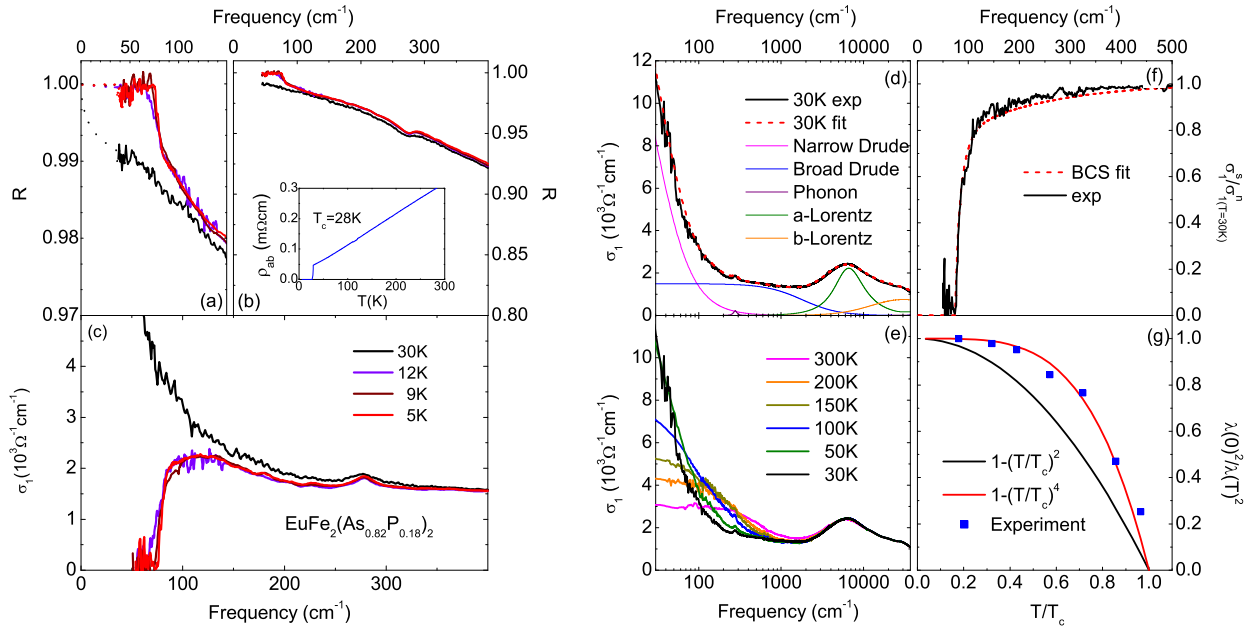 Frequency (cm-1)
0 50 100 0 100 300
1.00
0.99
0.98
0.97
R
(a)
(b)
1.00
0.95
0.90
0.85
0.80
R
0.3
0.2
0.1
0.0
ρab (mΩcm)
Tc=28K
0 100 200 300
T(K)
(c)
4
3
2
1
0
σ1 (10³Ω-1cm-1)
30K
12K
9K
5K
EuFe2(As0.82P0.18)2
0 100 200 300
Frequency (cm-1)
Frequency (cm-1)
100 1000 10000
12
10
8
6
4
2
0
σ1 (10³Ω-1cm-1)
(d)
30K exp
30K fit
Narrow Drude
Broad Drude
Phonon
a-Lorentz
b-Lorentz
(e)
10
8
6
4
2
0
σ1 (10³Ω-1cm-1)
300K
200K
150K
100K
50K
30K
100 1000 10000
Frequency (cm-1)
Frequency (cm-1)
0 100 200 300 400 500
(f)
1.0
0.8
0.6
0.4
0.2
0.0
σ1s/σ1(T=30K)n
BCS fit
exp
(g)
1.0
0.8
0.6
0.4
0.2
0.0
λ(0)²/λ(T)²
1-(T/Tc)²
1-(T/Tc)⁴
Experiment
0.0 0.2 0.4 0.6 0.8 1.0
T/Tc